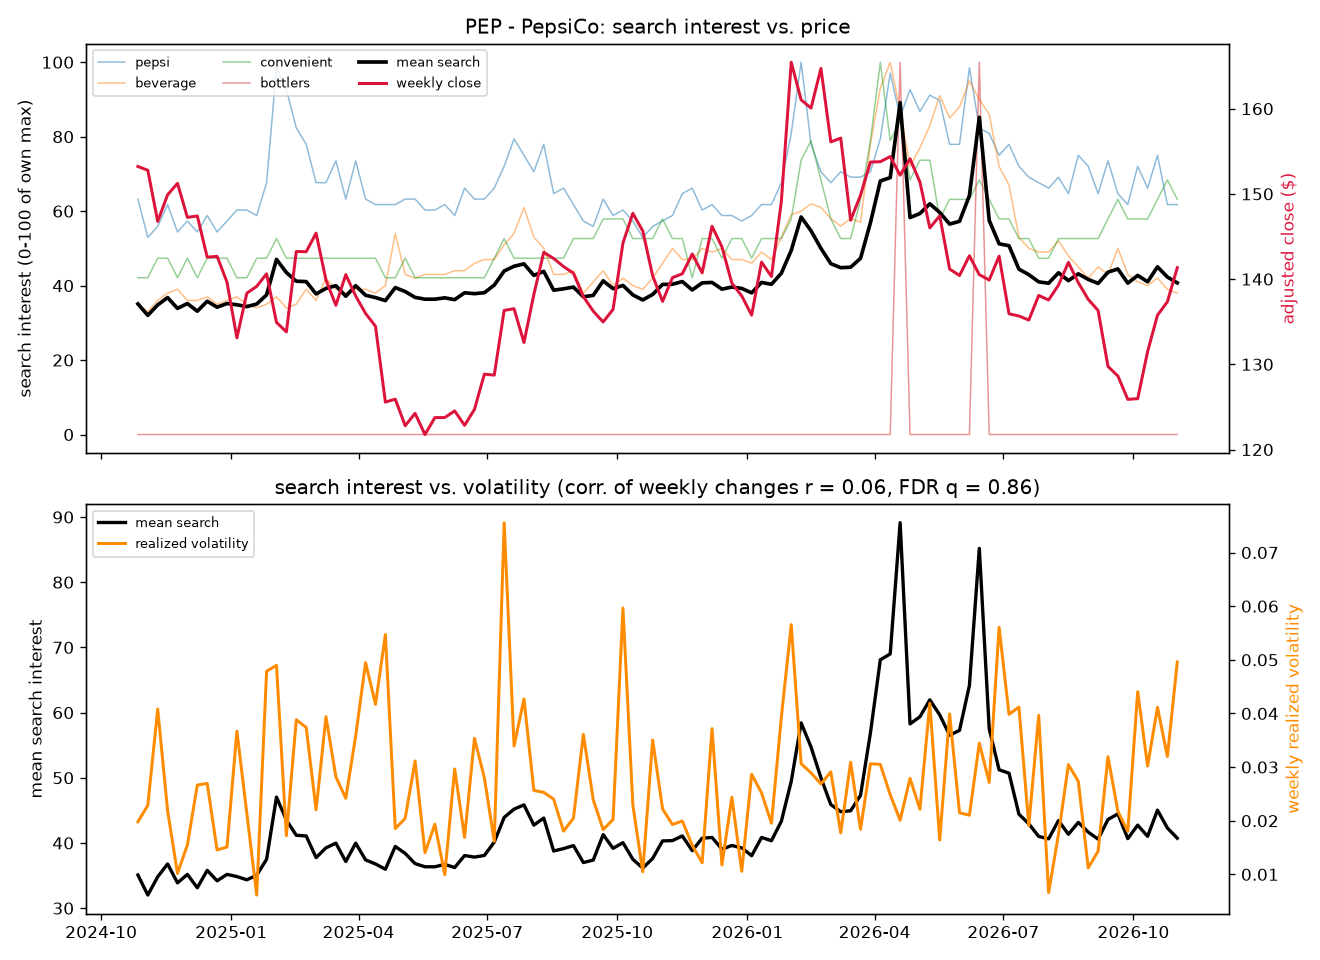 PEP - PepsiCo: search interest vs. price
pepsi
beverage
convenient
bottlers
mean search
weekly close
search interest (0-100 of own max)
100
80
60
40
20
0
160
150
140
130
120
adjusted close ($)
search interest vs. volatility (corr. of weekly changes r = 0.06, FDR q = 0.86)
mean search
realized volatility
mean search interest
90
80
70
60
50
40
30
0.07
0.06
0.05
0.04
0.03
0.02
0.01
weekly realized volatility
2024-10
2025-01
2025-04
2025-07
2025-10
2026-01
2026-04
2026-07
2026-10